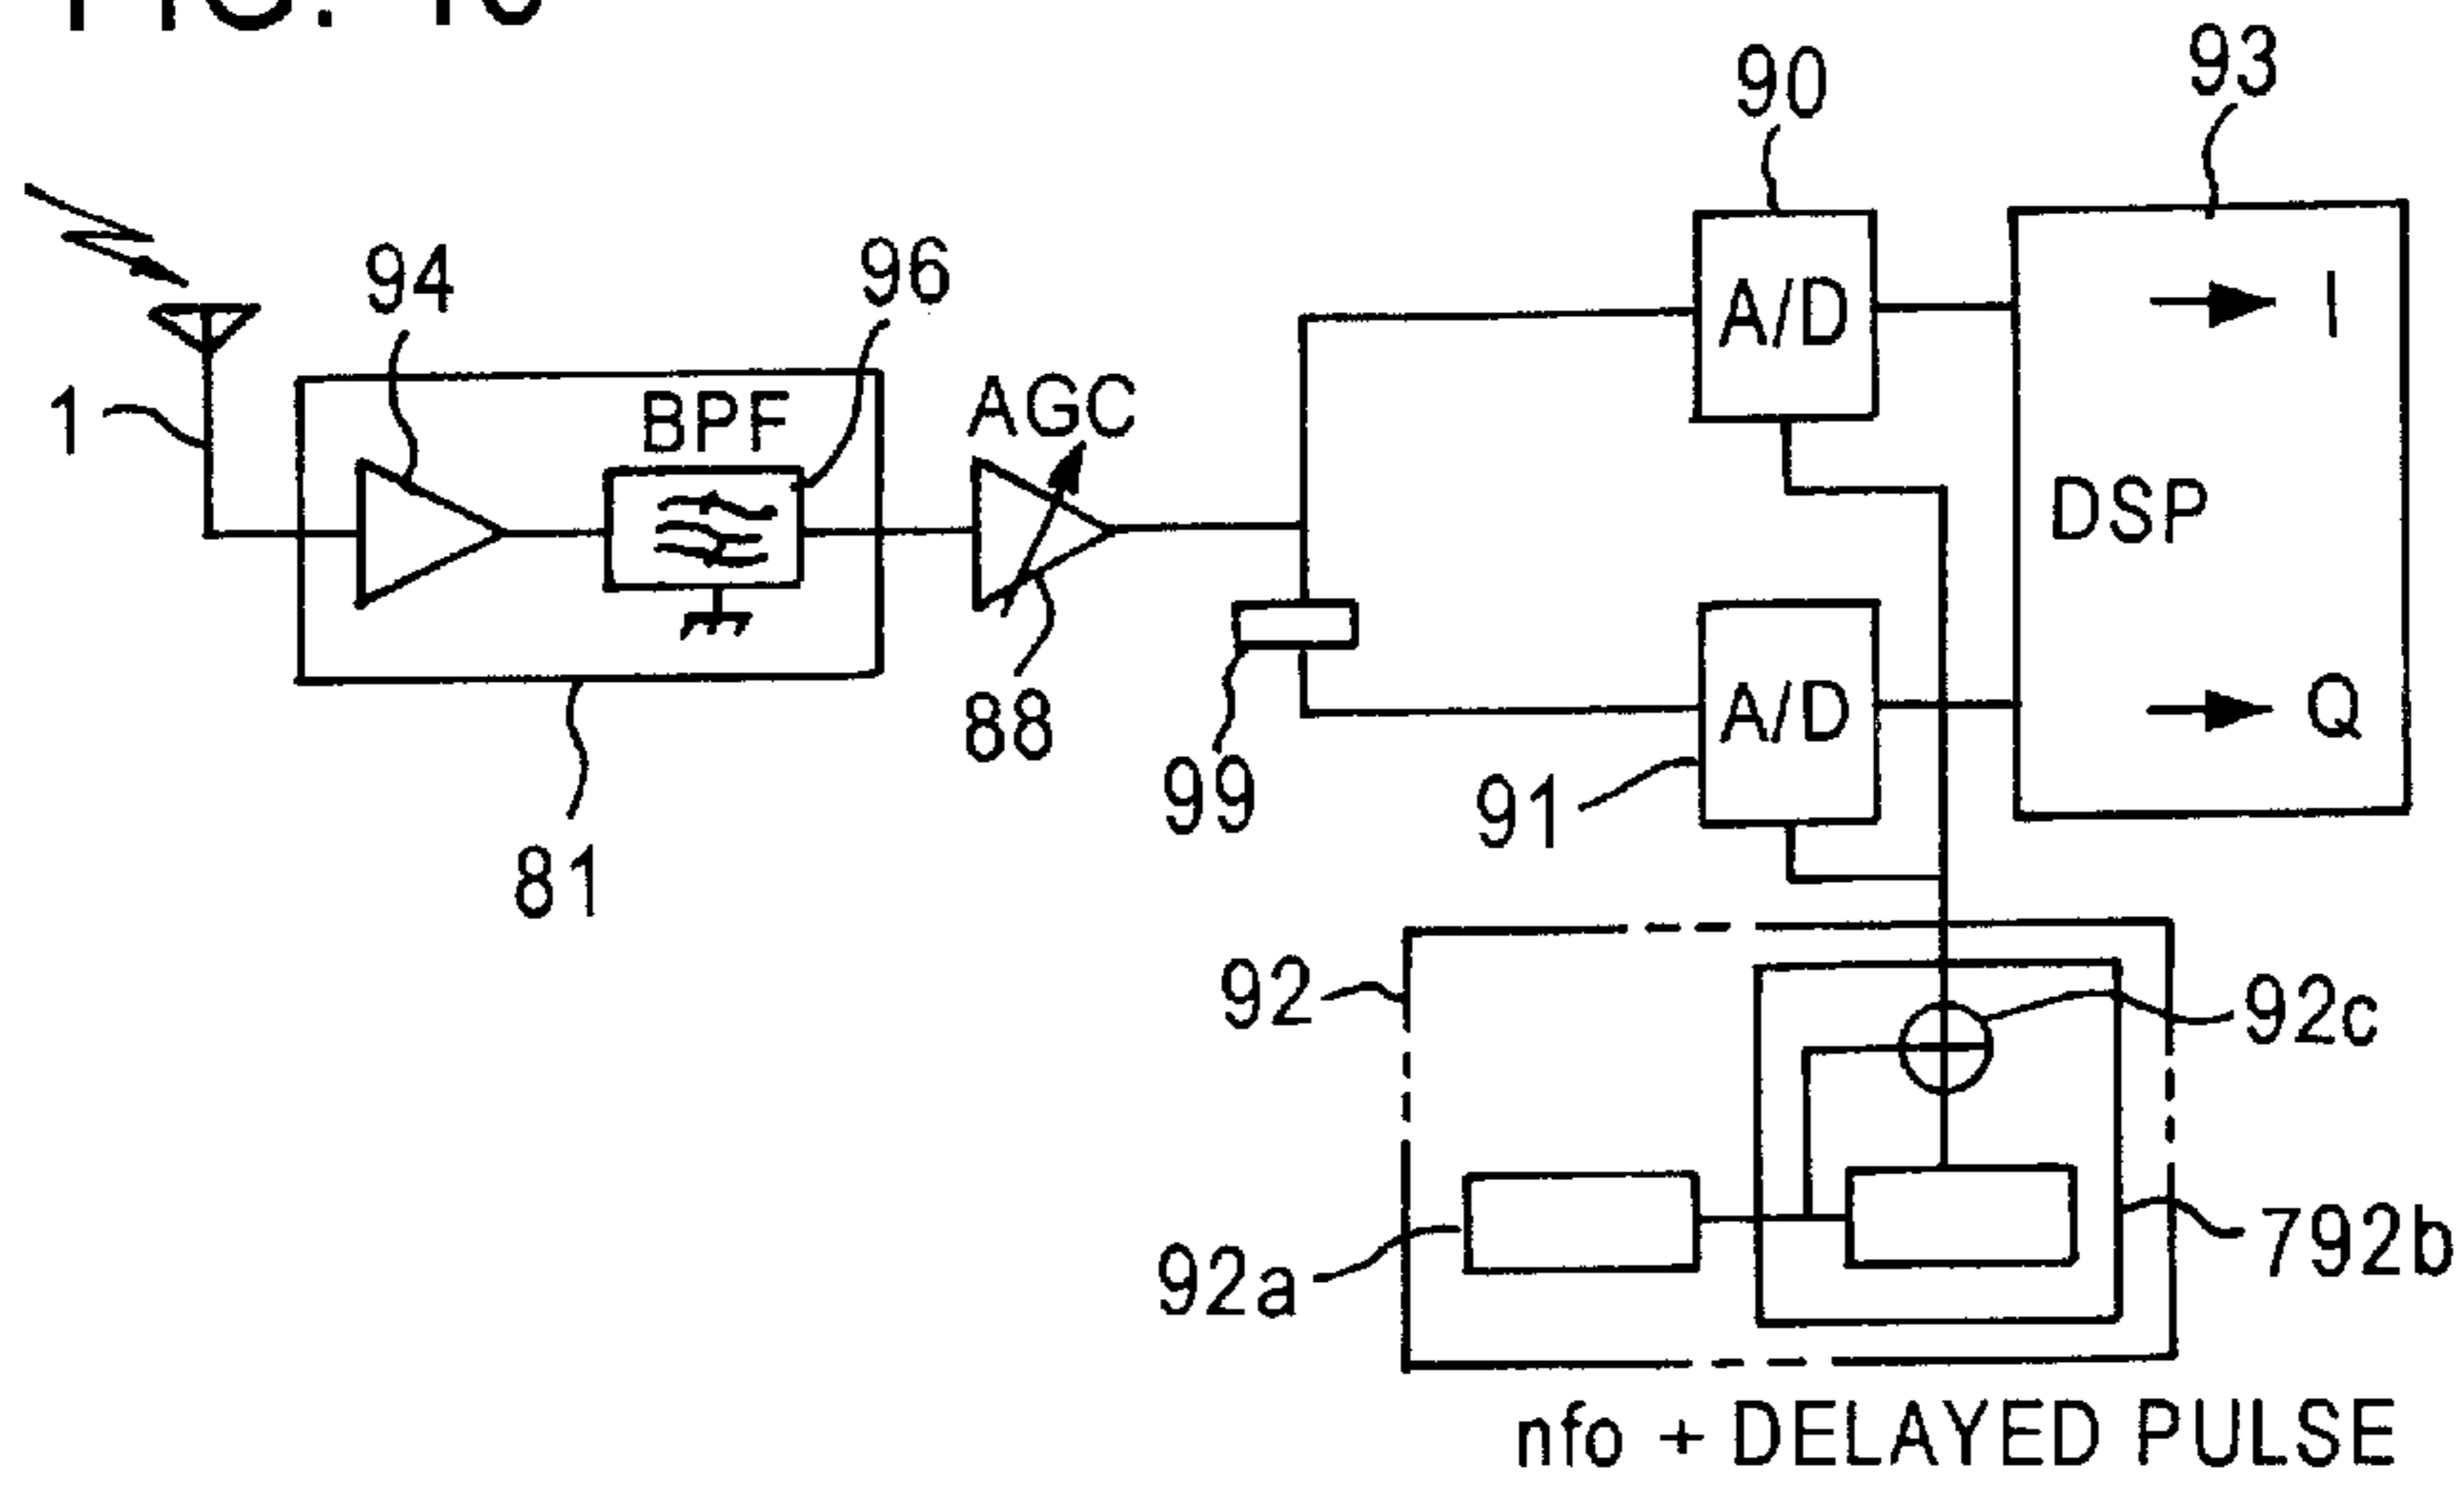 90
93
94
96
1
BPF
AGC
A/D
I
DSP
88
99
A/D
Q
91
81
92
92c
92a
792b
nfo + DELAYED PULSE